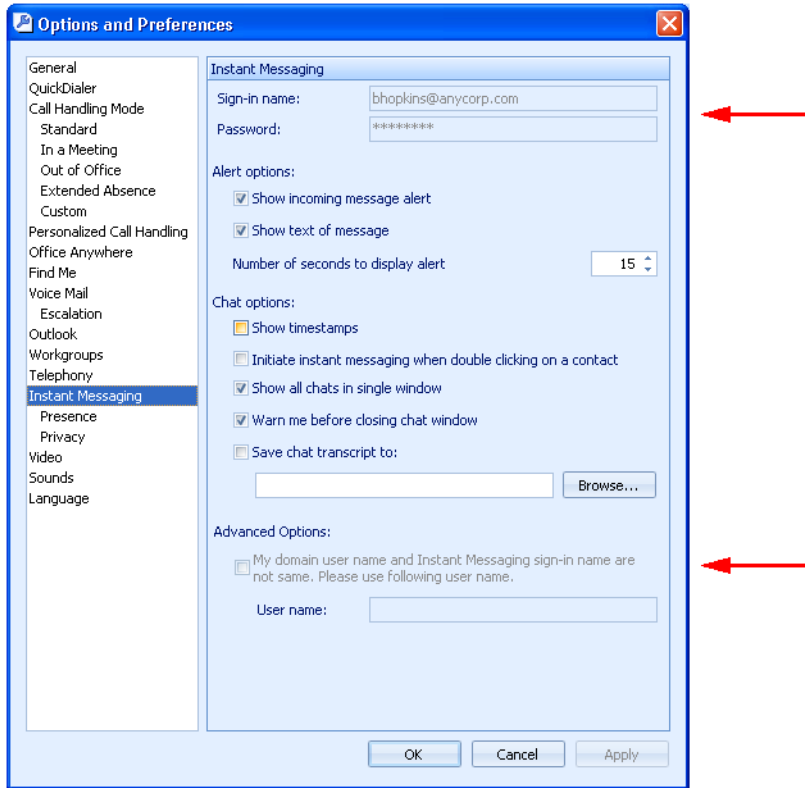 Options and Preferences
General
QuickDialer
Call Handling Mode
Standard
In a Meeting
Out of Office
Extended Absence
Custom
Personalized Call Handling
Office Anywhere
Find Me
Voice Mail
Escalation
Outlook
Workgroups
Telephony
Instant Messaging
Presence
Privacy
Video
Sounds
Language
Instant Messaging
Sign-in name:
bhopkins@anycorp.com
Password:
********
Alert options:
Show incoming message alert
Show text of message
Number of seconds to display alert
15
Chat options:
Show timestamps
Initiate instant messaging when double clicking on a contact
Show all chats in single window
Warn me before closing chat window
Save chat transcript to:
Browse...
Advanced Options:
My domain user name and Instant Messaging sign-in name are
not same. Please use following user name.
User name:
OK
Cancel
Apply